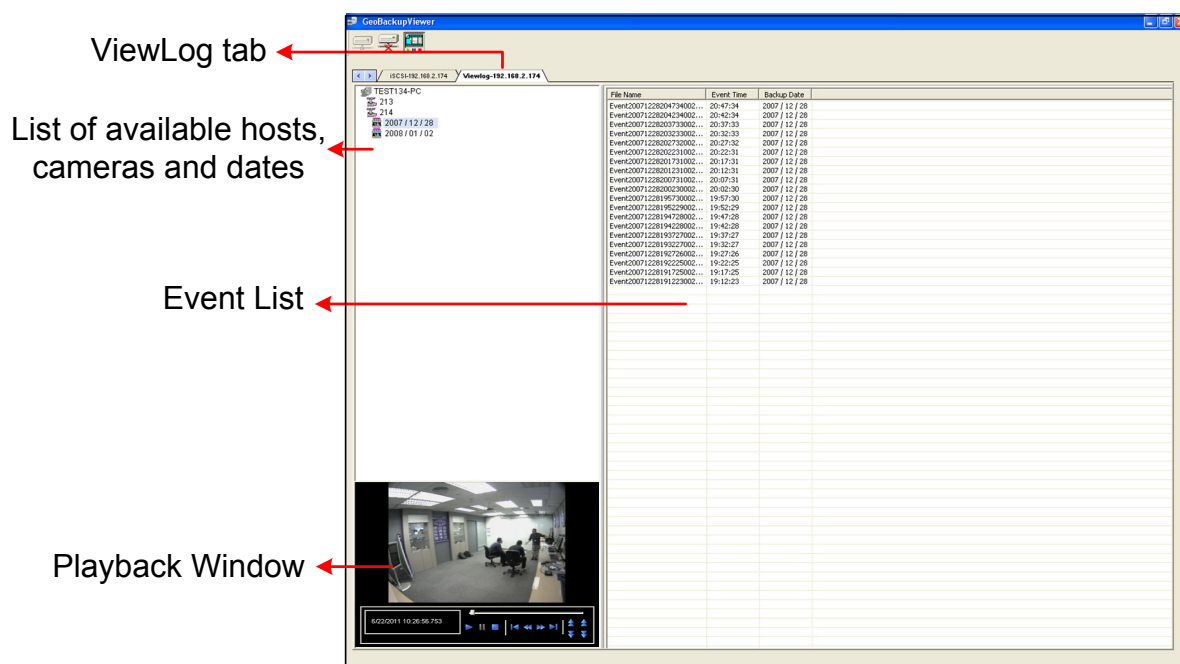 GeoBackupViewer
ViewLog tab
iSCSI-192.168.2.174
Viewlog-192.168.2.174
List of available hosts,
cameras and dates
TEST134-PC
213
214
2007 / 12 / 28
2008 / 01 / 02
File Name Event Time Backup Date
Event20071228204734002... 20:47:34 2007 / 12 / 28
Event20071228204234002... 20:42:34 2007 / 12 / 28
Event20071228203733002... 20:37:33 2007 / 12 / 28
Event20071228203233002... 20:32:33 2007 / 12 / 28
Event20071228202732002... 20:27:32 2007 / 12 / 28
Event20071228202231002... 20:22:31 2007 / 12 / 28
Event20071228201731002... 20:17:31 2007 / 12 / 28
Event20071228201231002... 20:12:31 2007 / 12 / 28
Event20071228200731002... 20:07:31 2007 / 12 / 28
Event20071228200230002... 20:02:30 2007 / 12 / 28
Event20071228195730002... 19:57:30 2007 / 12 / 28
Event20071228195229002... 19:52:29 2007 / 12 / 28
Event20071228194728002... 19:47:28 2007 / 12 / 28
Event20071228194228002... 19:42:28 2007 / 12 / 28
Event20071228193727002... 19:37:27 2007 / 12 / 28
Event20071228193227002... 19:32:27 2007 / 12 / 28
Event20071228192726002... 19:27:26 2007 / 12 / 28
Event20071228192225002... 19:22:25 2007 / 12 / 28
Event20071228191725002... 19:17:25 2007 / 12 / 28
Event20071228191223002... 19:12:23 2007 / 12 / 28
Event List
Playback Window
6/22/2011 10:26:56.753